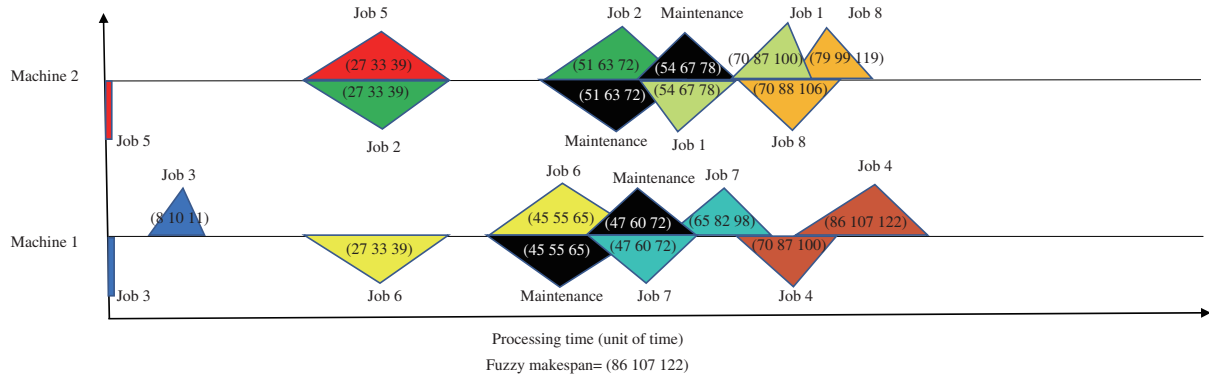 Job 5
Job 2
Maintenance
Job 1
Job 8
Machine 2
(27 33 39)
(51 63 72)
(54 67 78)
(70 87 100)
(79 99 119)
(27 33 39)
(51 63 72)
(54 67 78)
(70 88 106)
Job 5
Job 2
Maintenance
Job 1
Job 8
Job 3
Job 6
Maintenance
Job 7
Job 4
Machine 1
(8 10 11)
(45 55 65)
(47 60 72)
(65 82 98)
(86 107 122)
(27 33 39)
(45 55 65)
(47 60 72)
(70 87 100)
Job 3
Job 6
Maintenance
Job 7
Job 4
Processing time (unit of time)
Fuzzy makespan= (86 107 122)